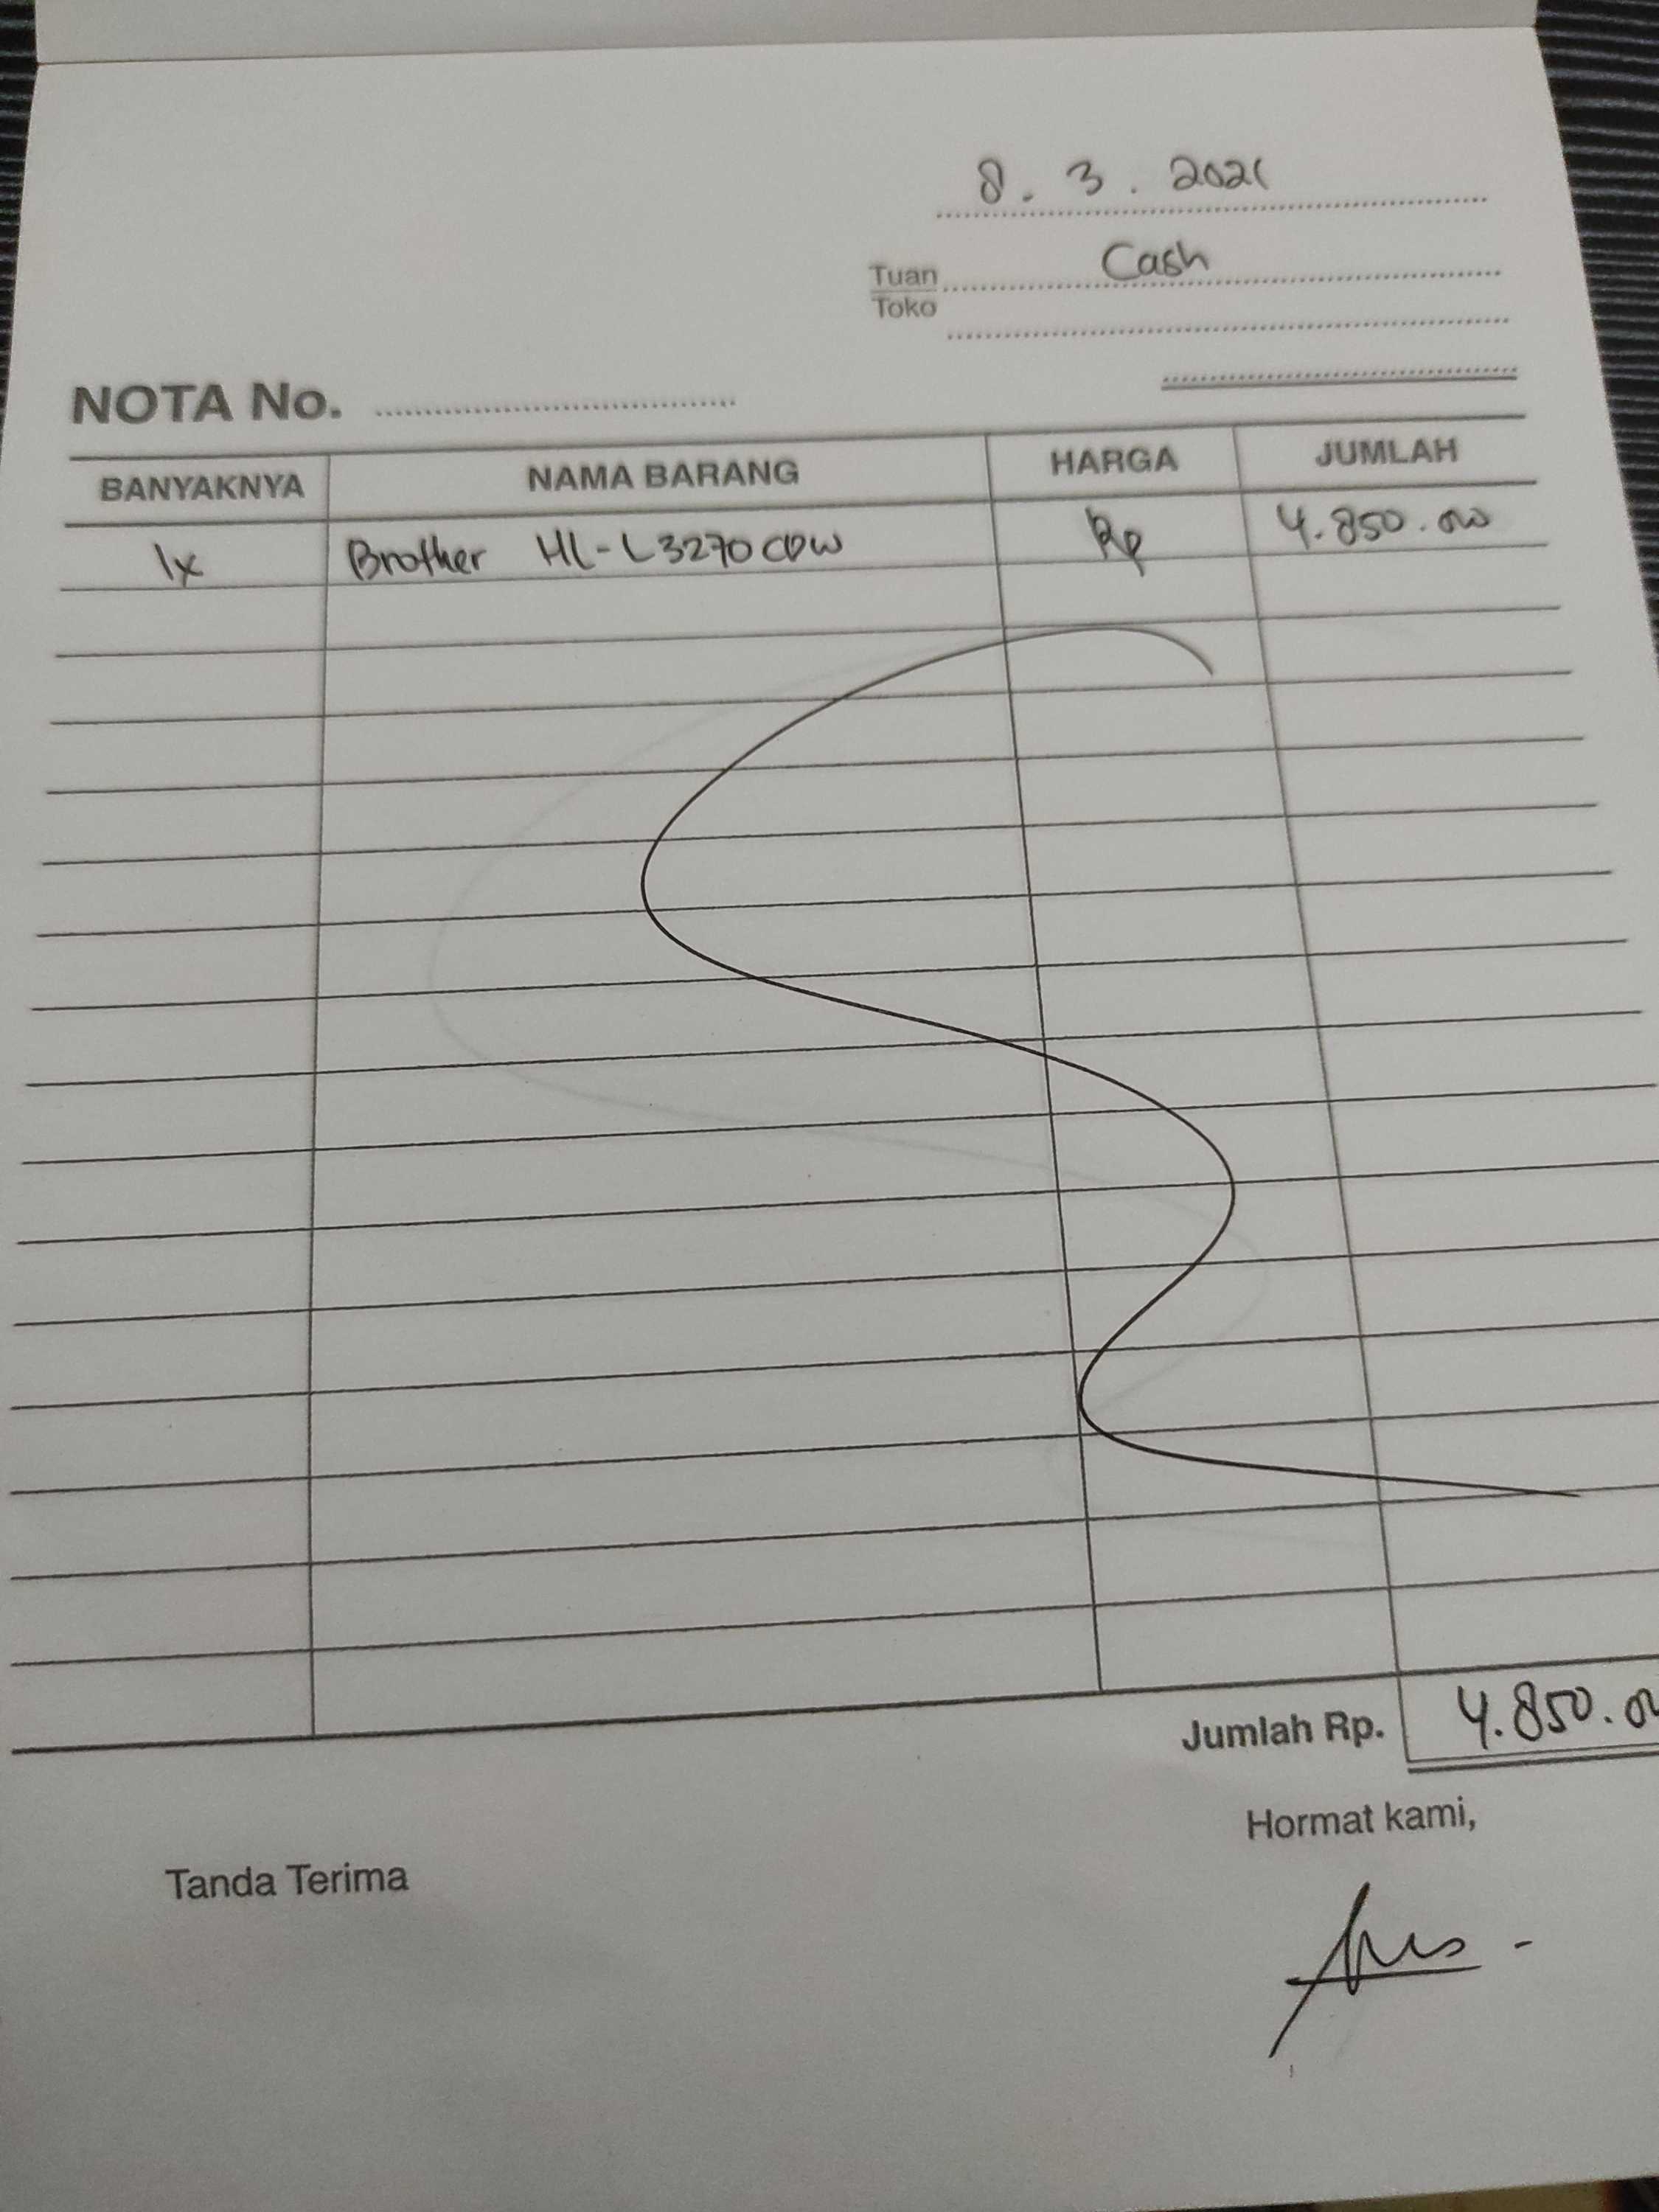 8. 3. 2021
Tuan Cash
Toko
NOTA No.
BANYAKNYA NAMA BARANG HARGA JUMLAH
1x Brother HL-L3270CDW Rp 4.850.000
Jumlah Rp. 4.850.00
Hormat kami,
Tanda Terima